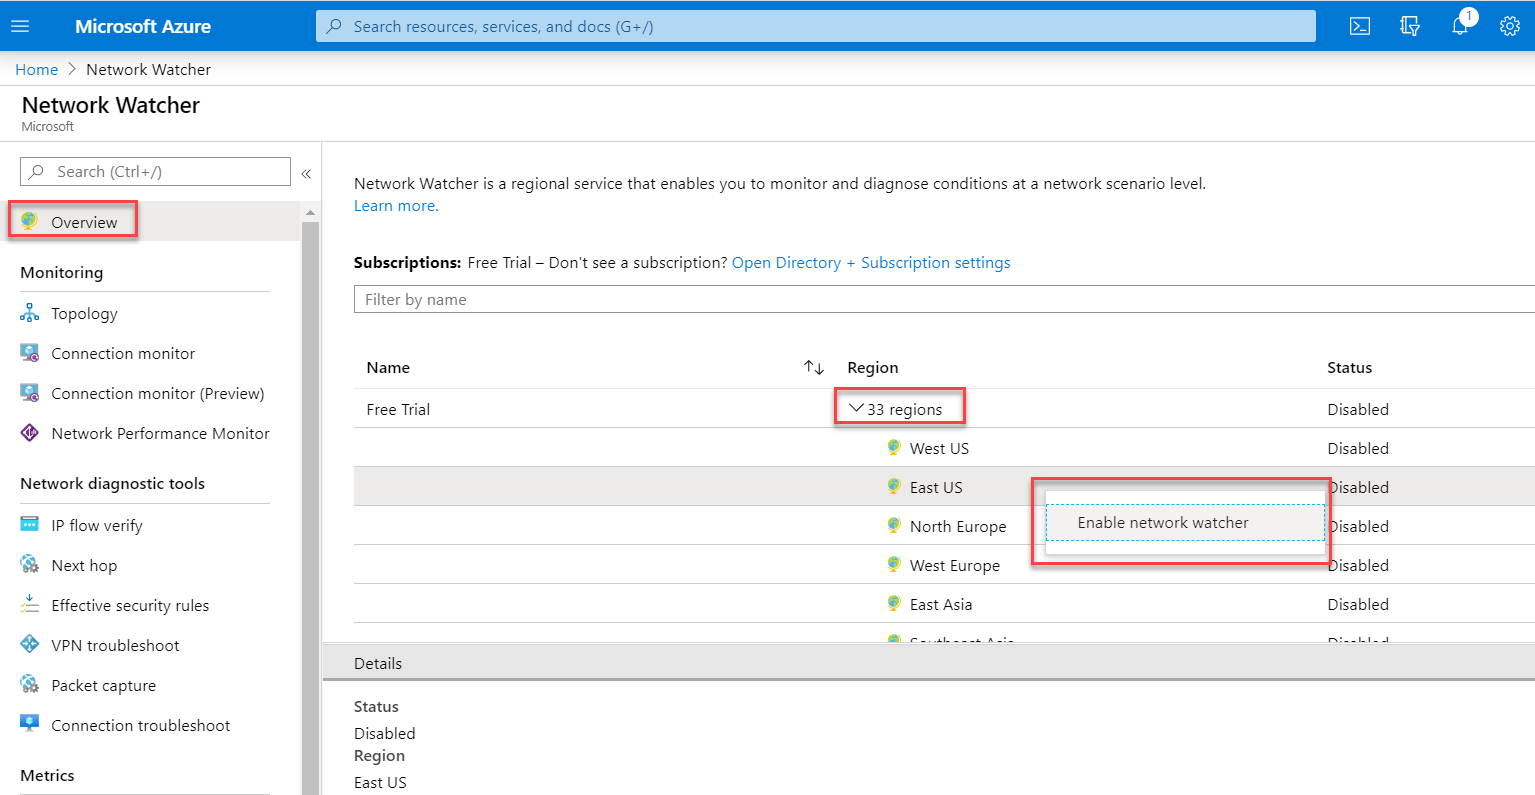 Microsoft Azure
Search resources, services, and docs (G+/)
1
Home > Network Watcher
Network Watcher
Microsoft
Search (Ctrl+/)
«
Overview
Monitoring
Topology
Connection monitor
Connection monitor (Preview)
Network Performance Monitor
Network diagnostic tools
IP flow verify
Next hop
Effective security rules
VPN troubleshoot
Packet capture
Connection troubleshoot
Metrics
Network Watcher is a regional service that enables you to monitor and diagnose conditions at a network scenario level.
Learn more.
Subscriptions: Free Trial – Don't see a subscription? Open Directory + Subscription settings
Filter by name
Name Region Status
Free Trial 33 regions Disabled
West US Disabled
East US Disabled
Enable network watcher
North Europe Disabled
West Europe Disabled
East Asia Disabled
Southeast Asia Disabled
Details
Status
Disabled
Region
East US